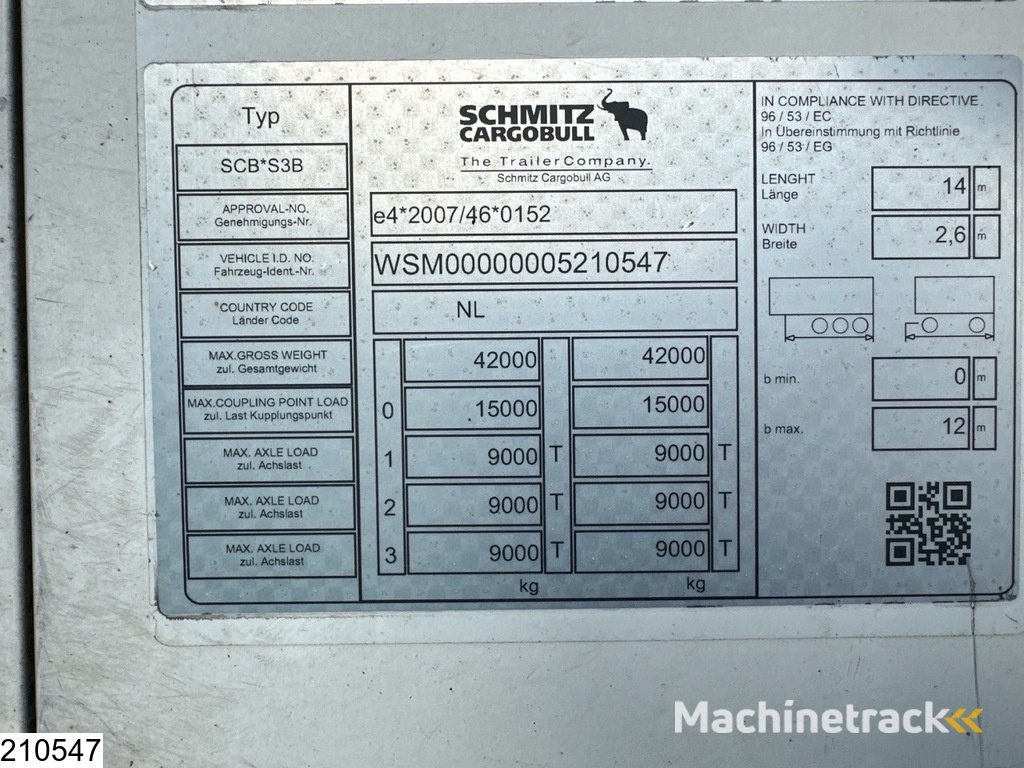 Typ
SCB*S3B
APPROVAL-NO.
Genehmigungs-Nr.
VEHICLE I.D. NO.
Fahrzeug-Ident.-Nr.
*COUNTRY CODE
Länder Code
MAX.GROSS WEIGHT
zul. Gesamtgewicht
MAX.COUPLING POINT LOAD
zul. Last Kupplungspunkt
MAX. AXLE LOAD
zul. Achslast
MAX. AXLE LOAD
zul. Achslast
MAX. AXLE LOAD
zul. Achslast
SCHMITZ
CARGOBULL
The TrailerCompany.
Schmitz Cargobull AG
e4*2007/46*0152
WSM00000005210547
NL
42000 42000
0 15000 15000
1 9000 T 9000 T
2 9000 T 9000 T
3 9000 T 9000 T
kg kg
IN COMPLIANCE WITH DIRECTIVE
96 / 53 / EC
In Übereinstimmung mit Richtlinie
96 / 53 / EG
LENGHT
Länge
14 m
WIDTH
Breite
2,6 m
b min. 0 m
b max. 12 m
Machinetrack
210547